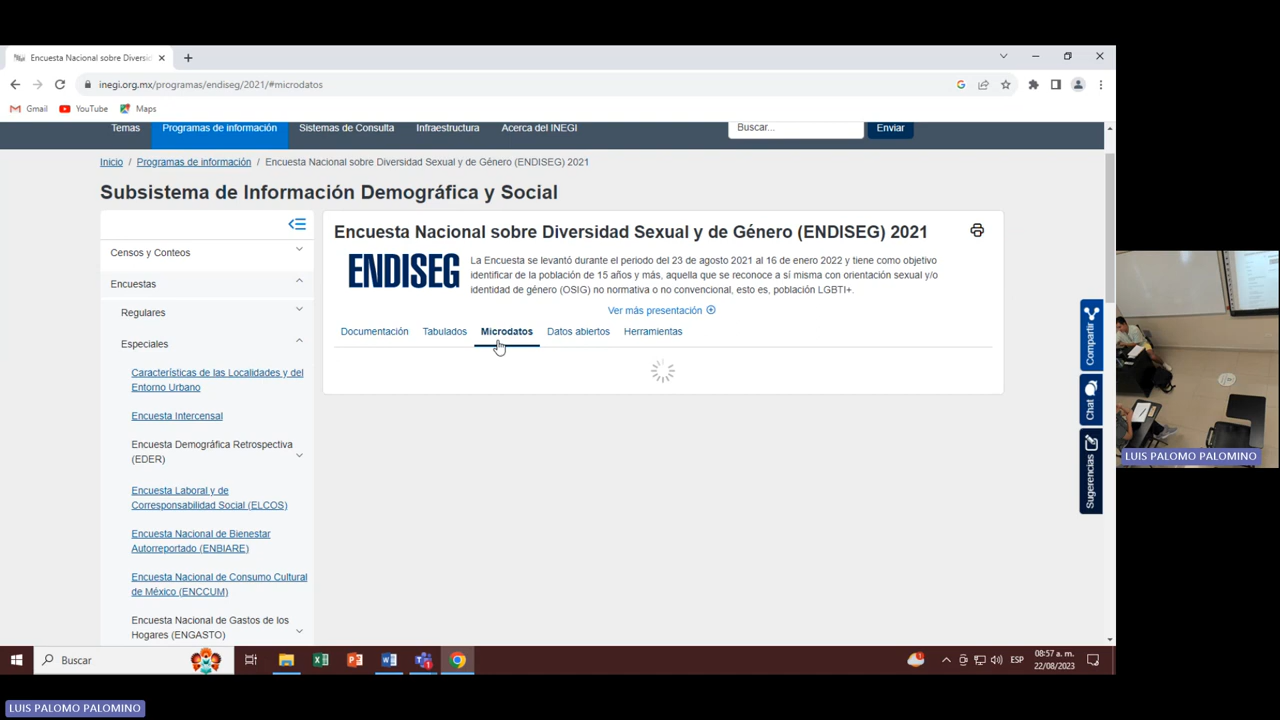 Encuesta Nacional sobre Diversid
inegi.org.mx/programas/endiseg/2021/#microdatos
Gmail
YouTube
Maps
Temas
Programas de información
Sistemas de Consulta
Infraestructura
Acerca del INEGI
Buscar...
Enviar
Inicio / Programas de información / Encuesta Nacional sobre Diversidad Sexual y de Género (ENDISEG) 2021
Subsistema de Información Demográfica y Social
Censos y Conteos
Encuestas
Regulares
Especiales
Características de las Localidades y del
Entorno Urbano
Encuesta Intercensal
Encuesta Demográfica Retrospectiva
(EDER)
Encuesta Laboral y de
Corresponsabilidad Social (ELCOS)
Encuesta Nacional de Bienestar
Autorreportado (ENBIARE)
Encuesta Nacional de Consumo Cultural
de México (ENCCUM)
Encuesta Nacional de Gastos de los
Hogares (ENGASTO)
Encuesta Nacional sobre Diversidad Sexual y de Género (ENDISEG) 2021
ENDISEG
La Encuesta se levantó durante el periodo del 23 de agosto 2021 al 16 de enero 2022 y tiene como objetivo
identificar de la población de 15 años y más, aquella que se reconoce a sí misma con orientación sexual y/o
identidad de género (OSIG) no normativa o no convencional, esto es, población LGBTI+.
Ver más presentación
Documentación
Tabulados
Microdatos
Datos abiertos
Herramientas
Compartir
Chat
Sugerencias
LUIS PALOMO PALOMINO
Buscar
ESP
08:57 a. m.
22/08/2023
LUIS PALOMO PALOMINO